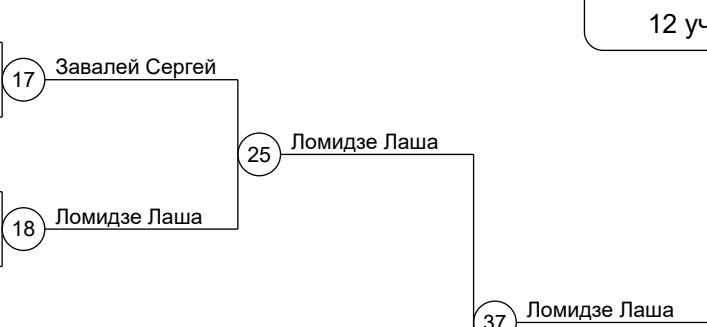 12 уч
17 Завалей Сергей
25 Ломидзе Лаша
18 Ломидзе Лаша
37 Ломидзе Лаша